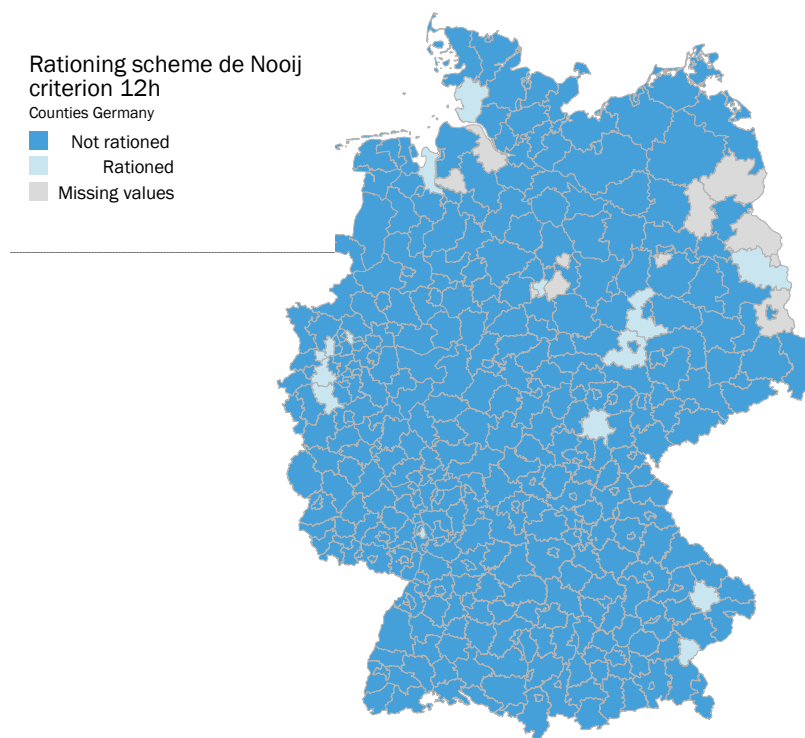 Rationing scheme de Nooij
criterion 12h
Counties Germany
Not rationed
Rationed
Missing values